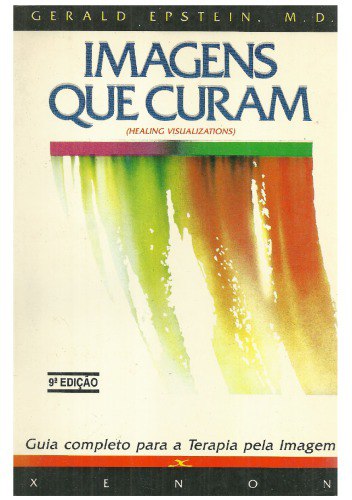 GERALD EPSTEIN, M.D.
IMAGENS
QUE CURAM
(HEALING VISUALIZATIONS)
9ª EDIÇÃO
Guia completo para a Terapia pela Imagem
XENON